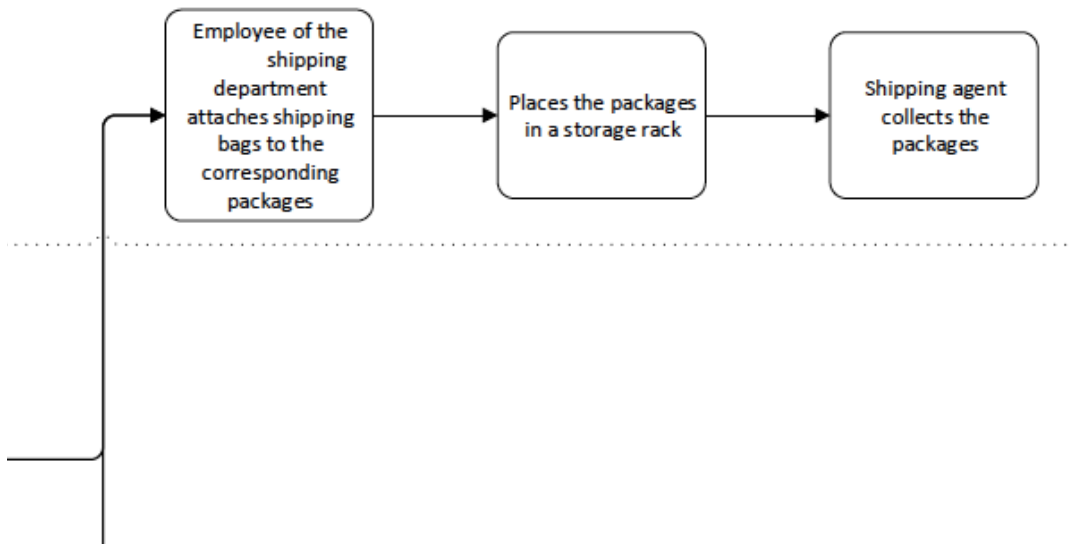 Employee of the
shipping
department
attaches shipping
bags to the
corresponding
packages
Places the packages
in a storage rack
Shipping agent
collects the
packages